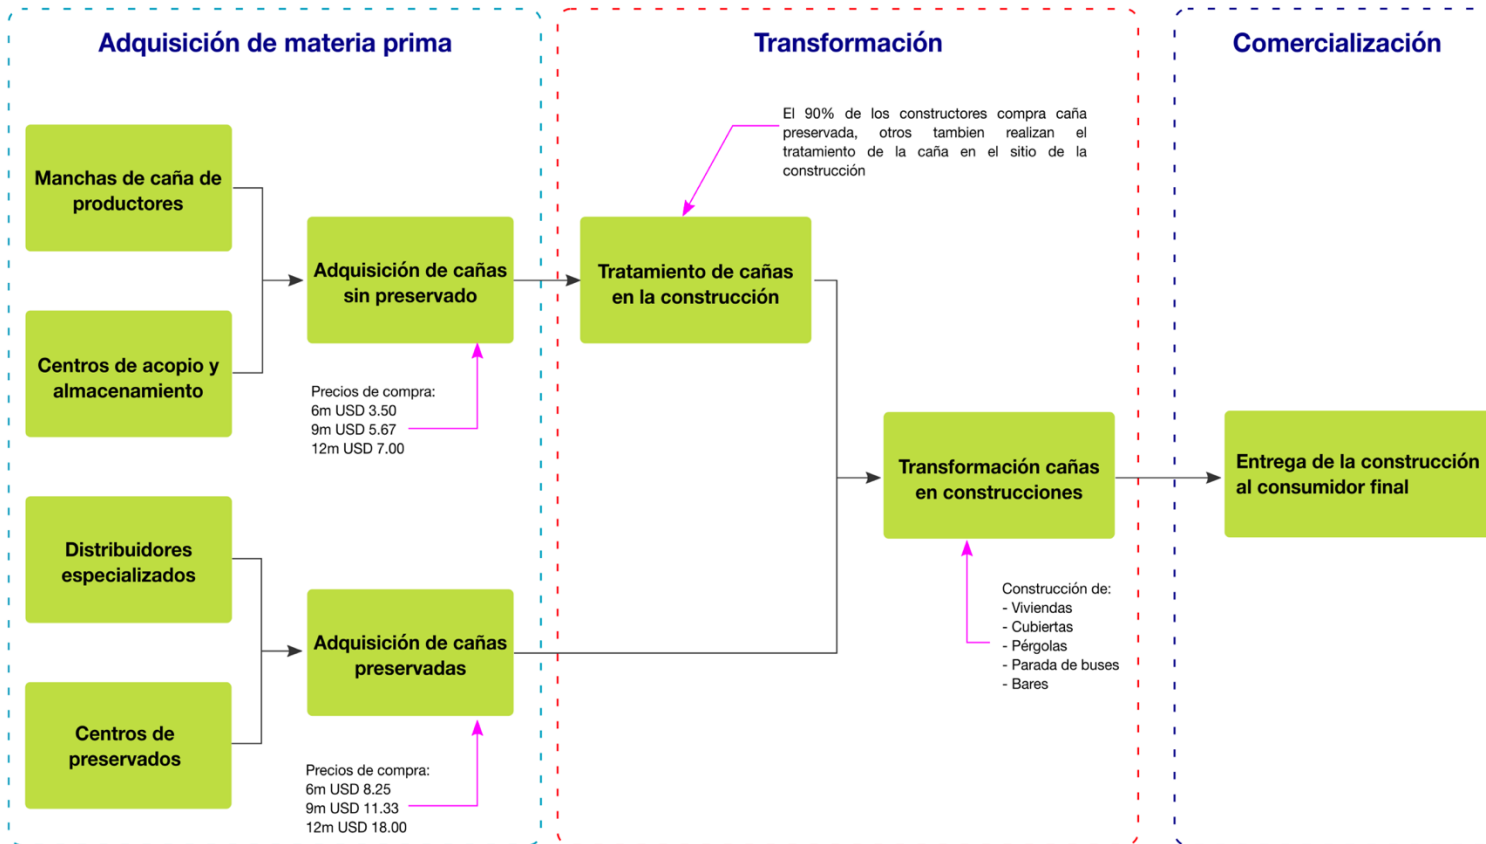 Adquisición de materia prima
Transformación
Comercialización
El 90% de los constructores compra caña
preservada, otros tambien realizan el
tratamiento de la caña en el sitio de la
construcción
Manchas de caña de
productores
Adquisición de cañas
sin preservado
Tratamiento de cañas
en la construcción
Centros de acopio y
almacenamiento
Precios de compra:
6m USD 3.50
9m USD 5.67
12m USD 7.00
Transformación cañas
en construcciones
Entrega de la construcción
al consumidor final
Distribuidores
especializados
Adquisición de cañas
preservadas
Construcción de:
- Viviendas
- Cubiertas
- Pérgolas
- Parada de buses
- Bares
Centros de
preservados
Precios de compra:
6m USD 8.25
9m USD 11.33
12m USD 18.00